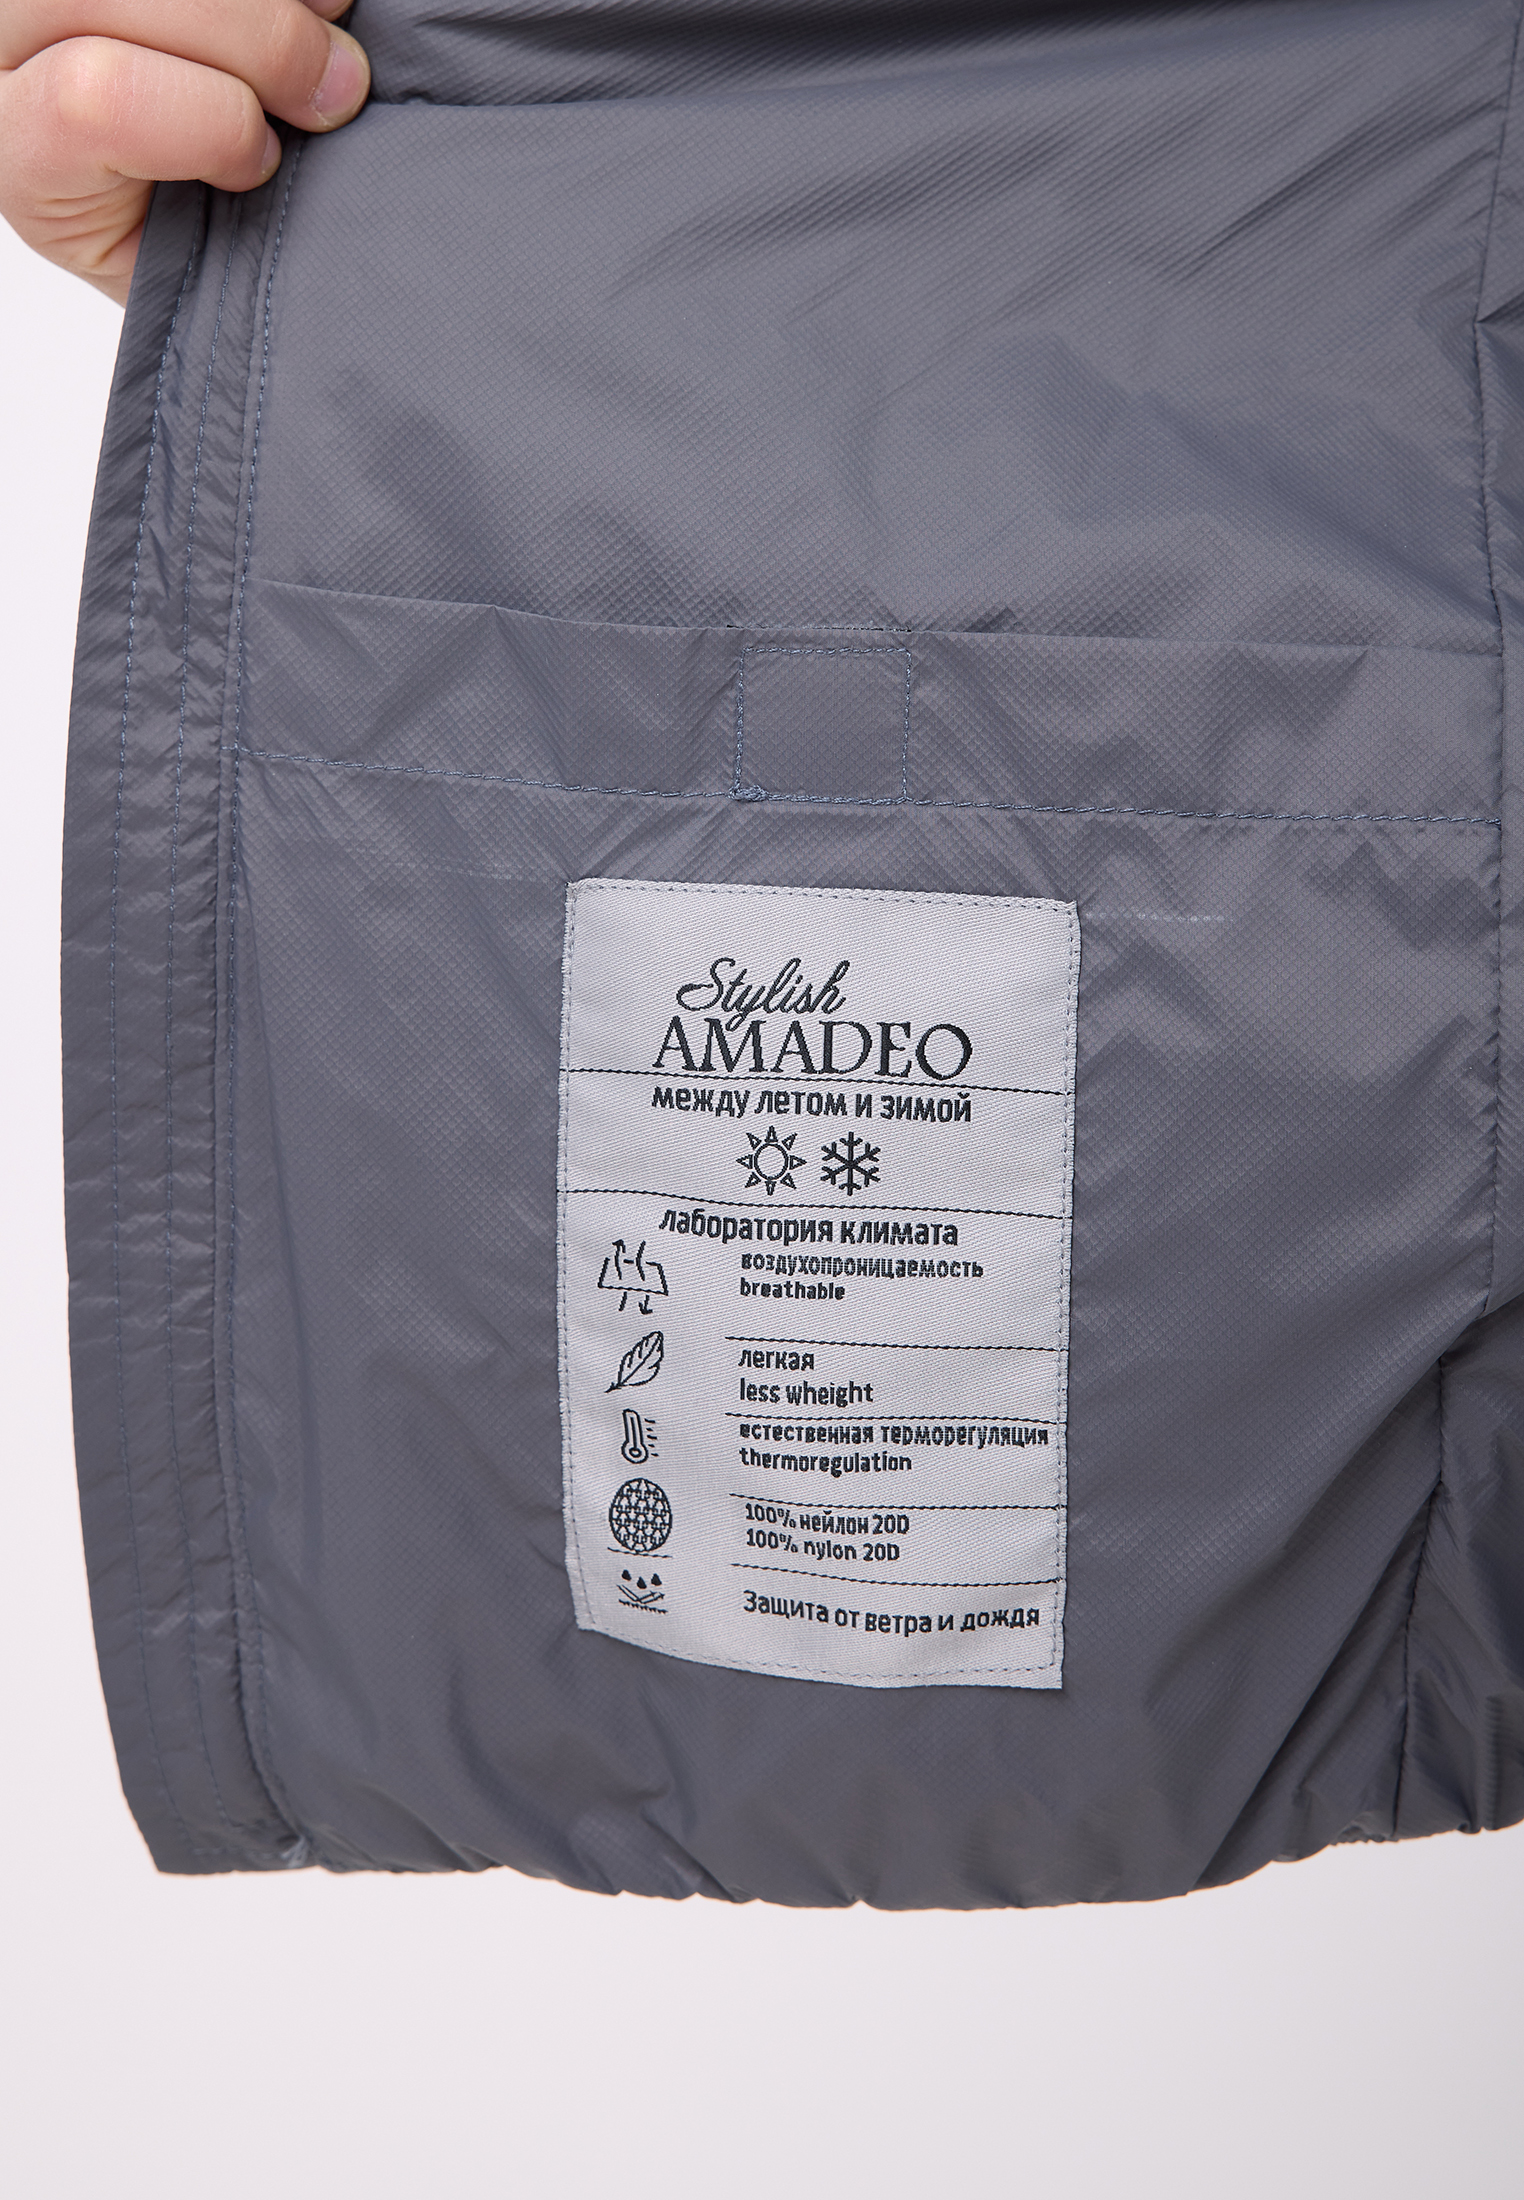 Stylish
AMADEO
между летом и зимой
лаборатория климата
воздухопроницаемость
breathable
легкая
less wheight
естественная терморегуляция
thermoregulation
100% нейлон 20D
100% nylon 20D
Защита от ветра и дождя